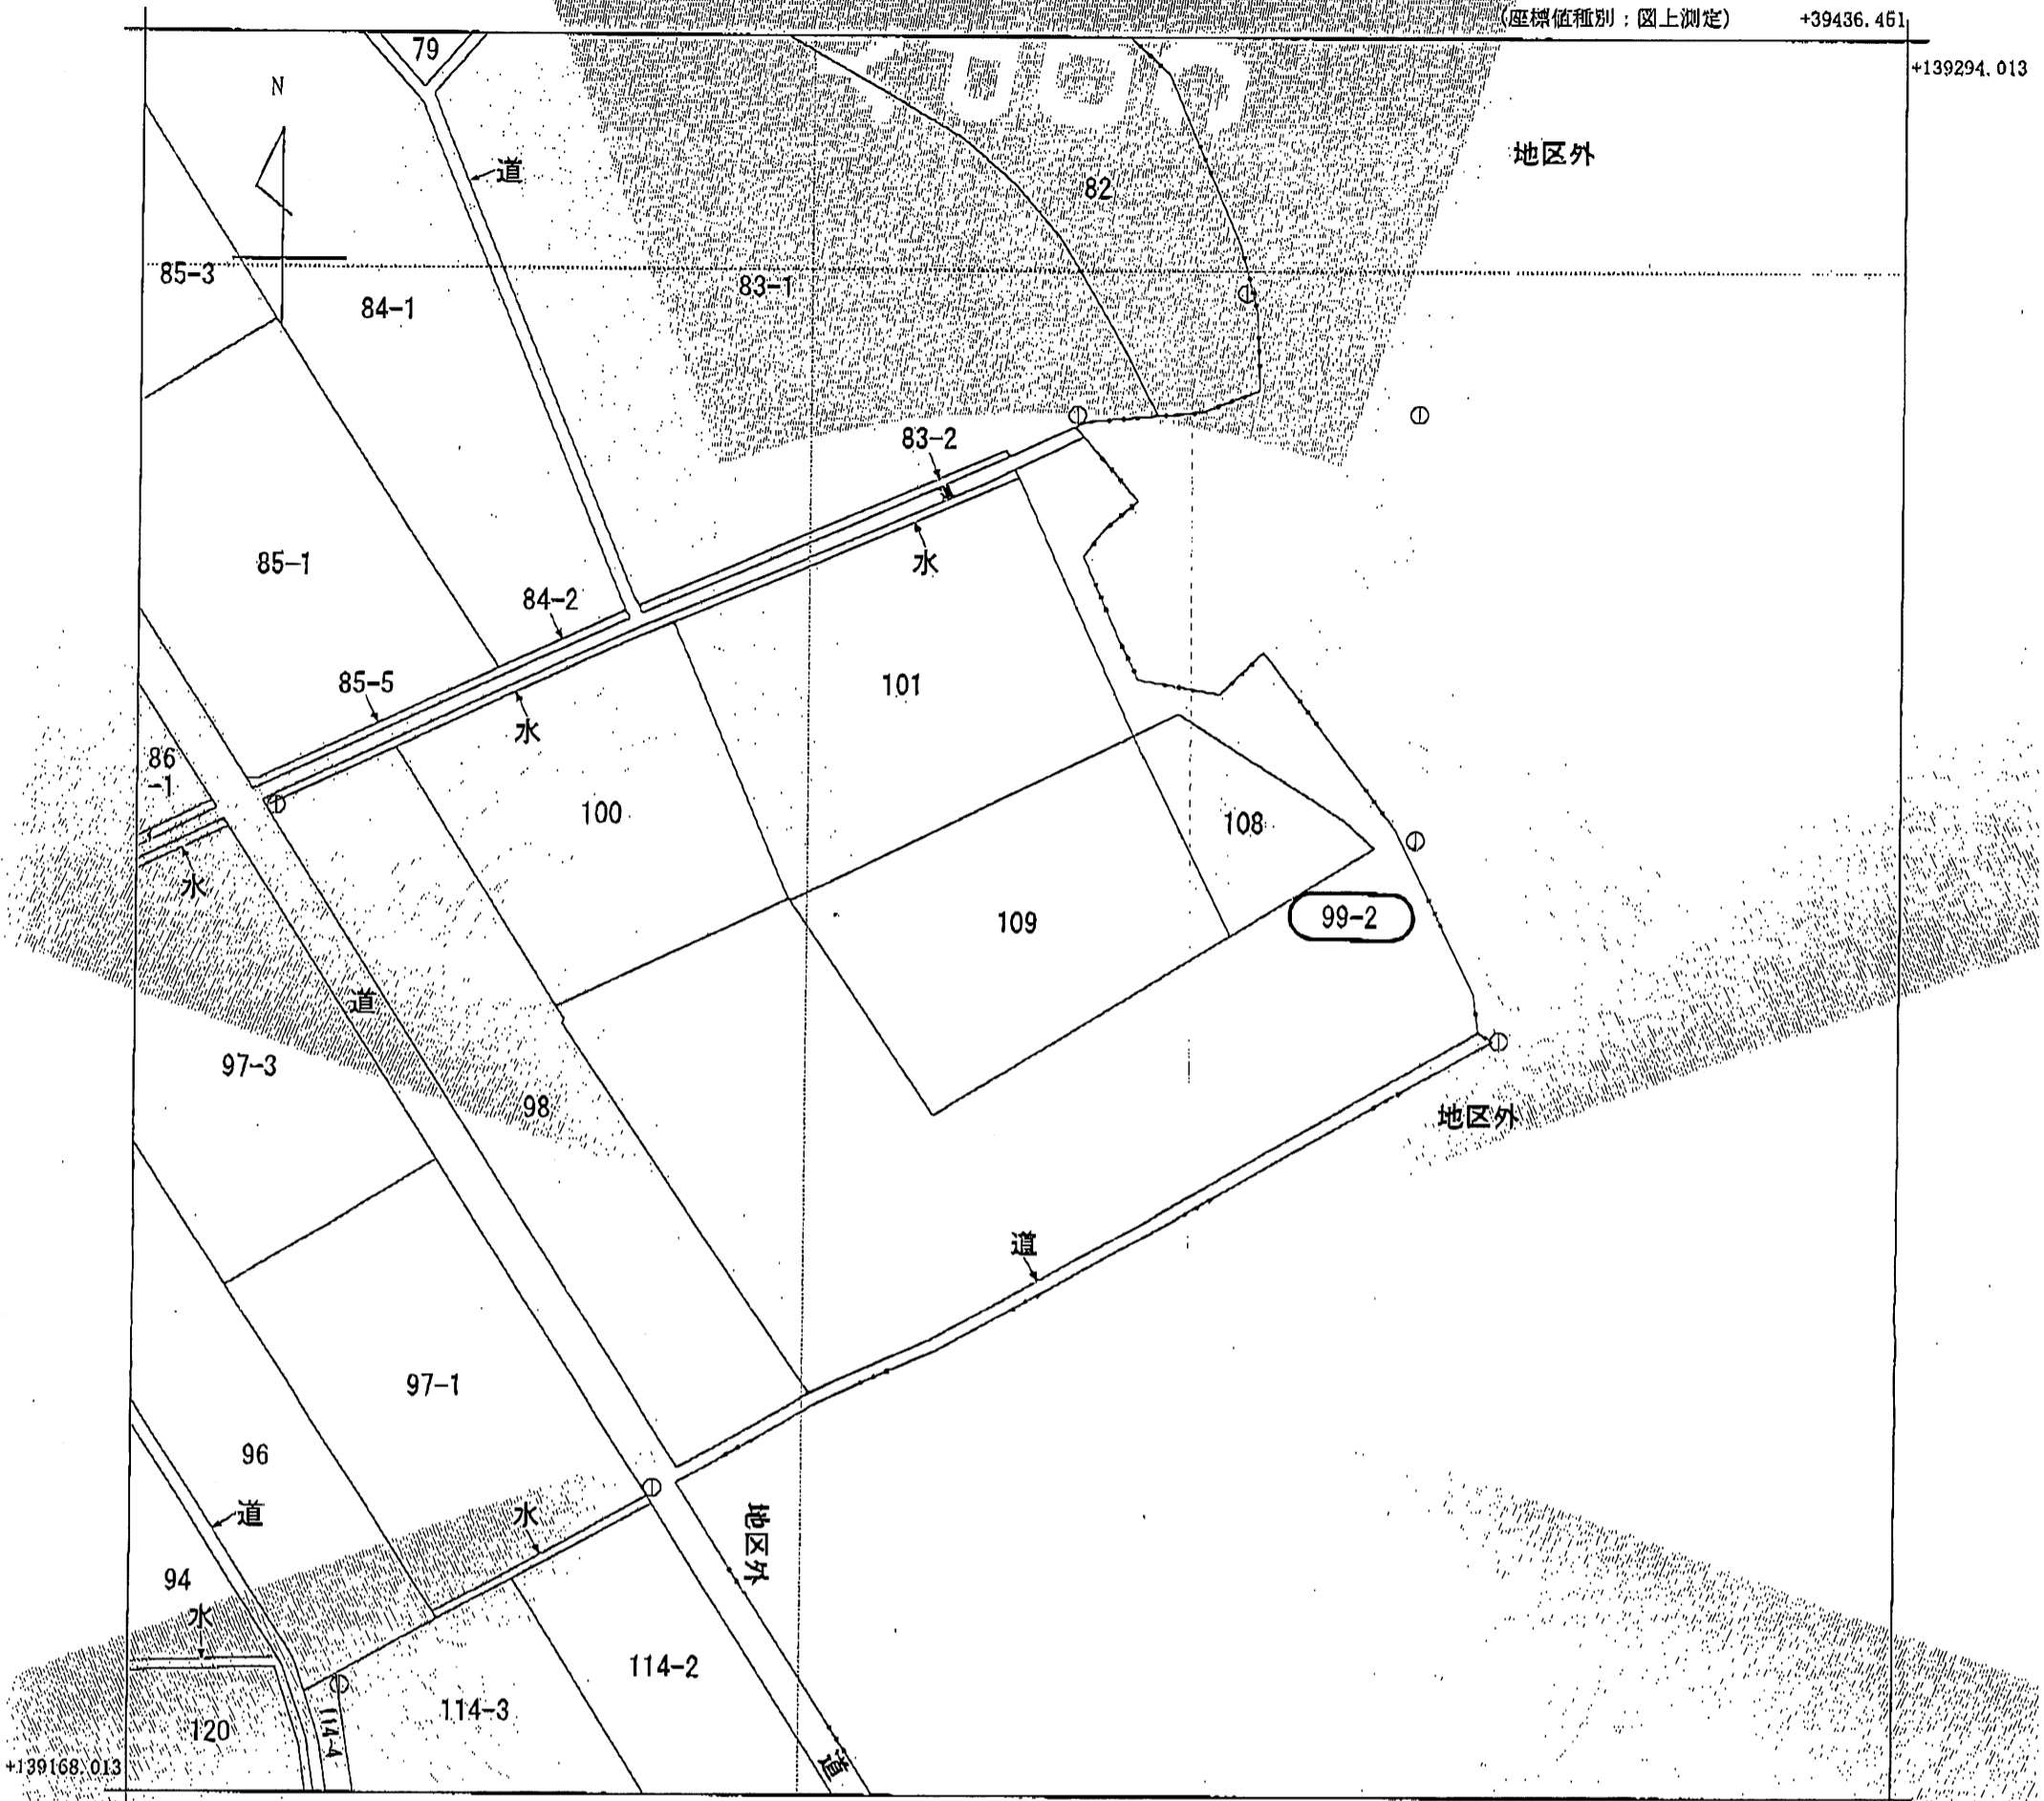 (座標値種別：図上測定) +39436.461
+139294.013
79
N
道
地区外
82
85-3
83-1
84-1
83-2
85-1
水
84-2
85-5
101
水
86
-1
100
108
水
109
99-2
道
97-3
98
地区外
道
97-1
96
水
道
地区外
94
水
114-2
114-3
120
114-4
道
+139168.013